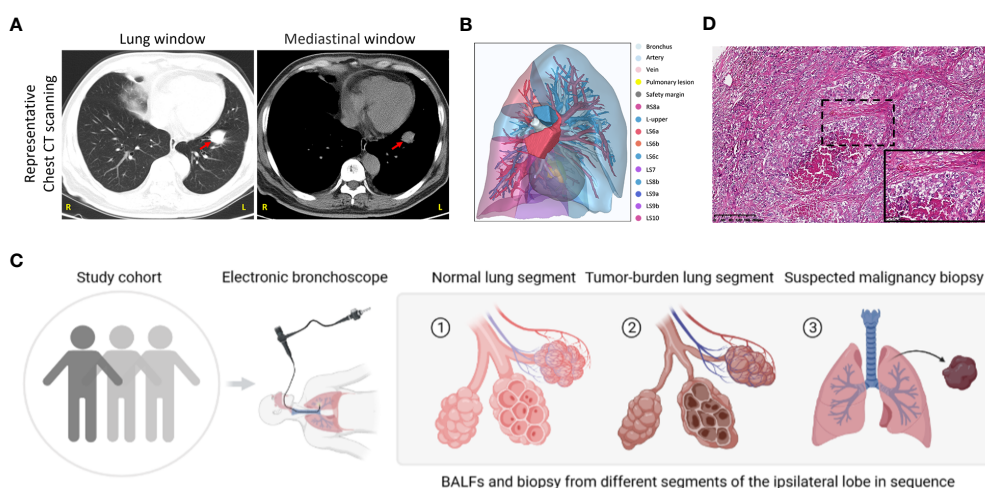 A
Lung window
Mediastinal window
Representative
Chest CT scanning
R
L
R
L
B
Bronchus
Artery
Vein
Pulmonary lesion
Safety margin
RS8a
L-upper
LS6a
LS6b
LS6c
LS7
LS8b
LS9a
LS9b
LS10
D
C
Study cohort
Electronic bronchoscope
Normal lung segment
Tumor-burden lung segment
Suspected malignancy biopsy
1
2
3
BALFs and biopsy from different segments of the ipsilateral lobe in sequence